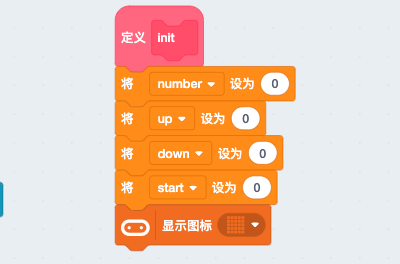 定义 init
将 number 设为 0
将 up 设为 0
将 down 设为 0
将 start 设为 0
显示图标